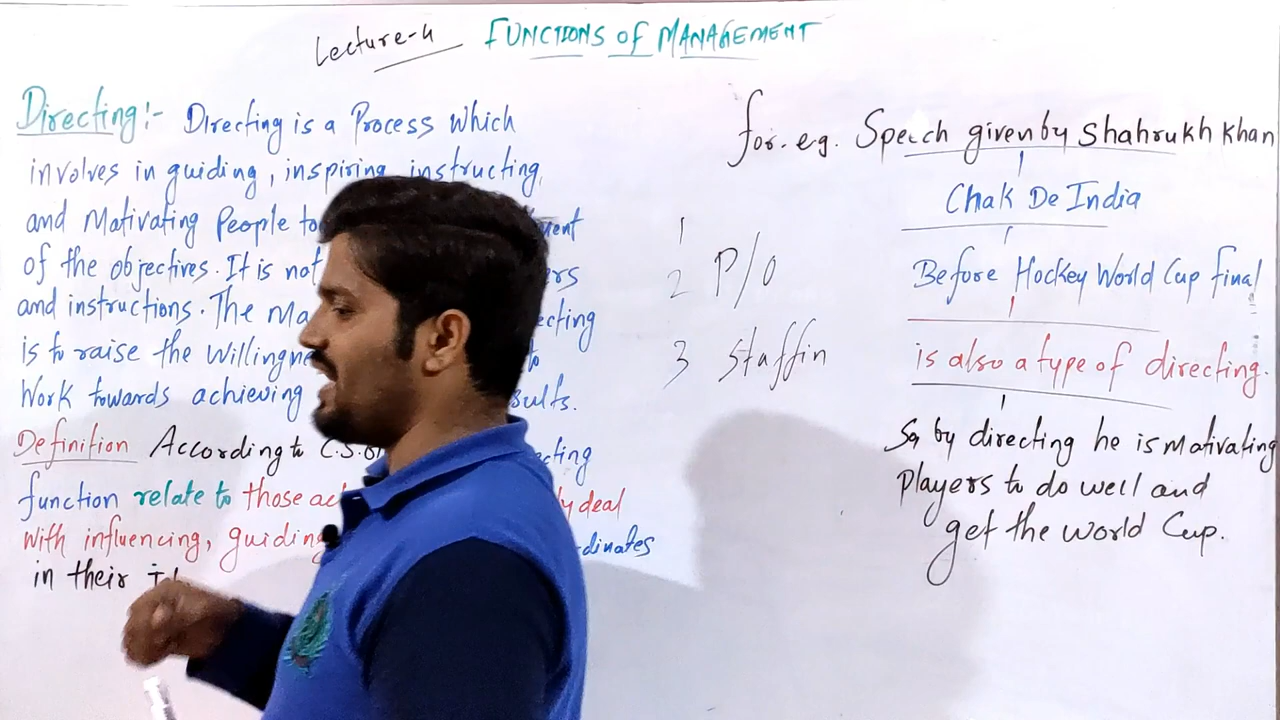 Lecture-4 FUNCTIONS of MANAGEMENT
Directing:- Directing is a Process which
involves in guiding, inspiring, instructing,
and Motivating People
of the objectives. It is not
and instructions. The
is to raise the
Work towards achieving
Definition According to C.S.
function relate to those deal
With influencing, guiding
in their
1
2 P/O
3 Staffin
for. e.g. Speech given by Shahrukh Khan
Chak De India
Before Hockey World Cup final
is also a type of directing.
So, by directing he is Motivating
Players to do well and
get the World Cup.